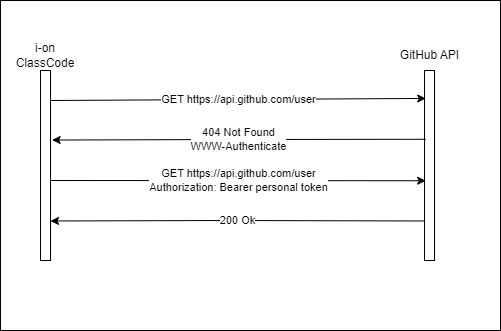 i-on
ClassCode
GitHub API
GET https://api.github.com/user
404 Not Found
WWW-Authenticate
GET https://api.github.com/user
Authorization: Bearer personal token
200 Ok